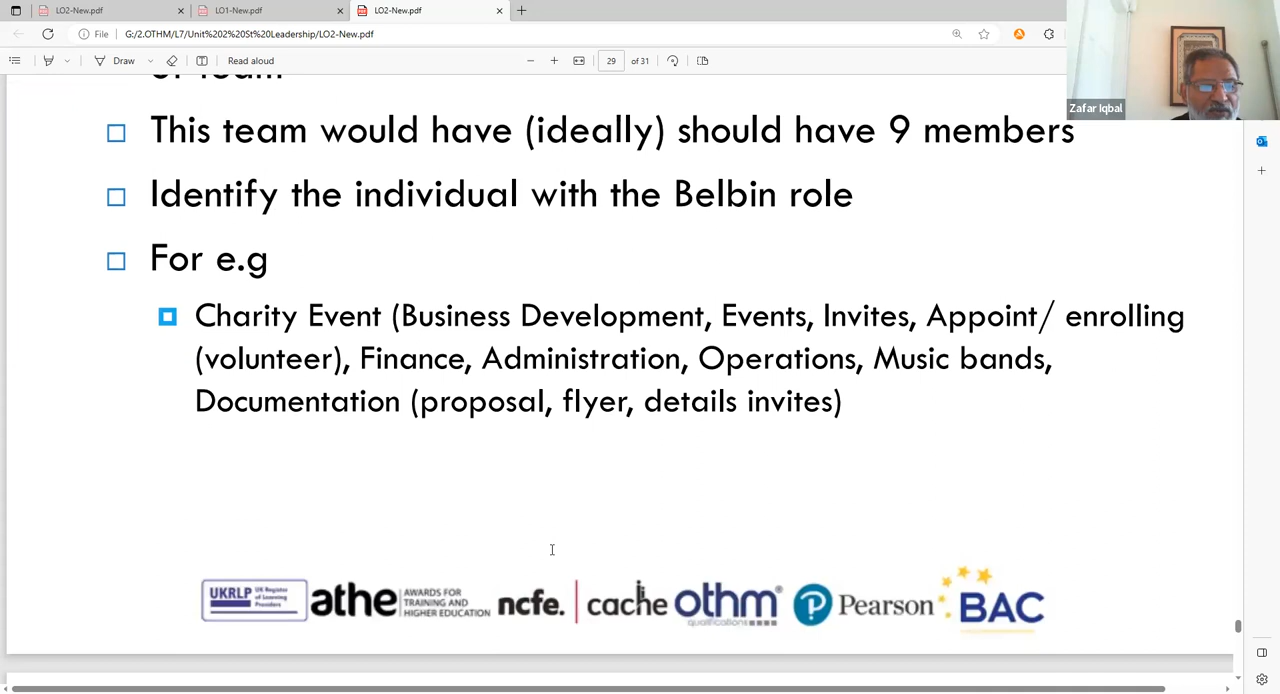 LO2-New.pdf
LO1-New.pdf
LO2-New.pdf
File
G:/2.OTHM/L7/Unit%202%20St%20Leadership/LO2-New.pdf
Draw
Read aloud
29
of 31
Zafar Iqbal
of Team
This team would have (ideally) should have 9 members
Identify the individual with the Belbin role
For e.g
Charity Event (Business Development, Events, Invites, Appoint/ enrolling
(volunteer), Finance, Administration, Operations, Music bands,
Documentation (proposal, flyer, details invites)
UKRLP UK Register of Learning Providers
athe AWARDS FOR TRAINING AND HIGHER EDUCATION
ncfe.
cache
othm qualifications
Pearson
BAC